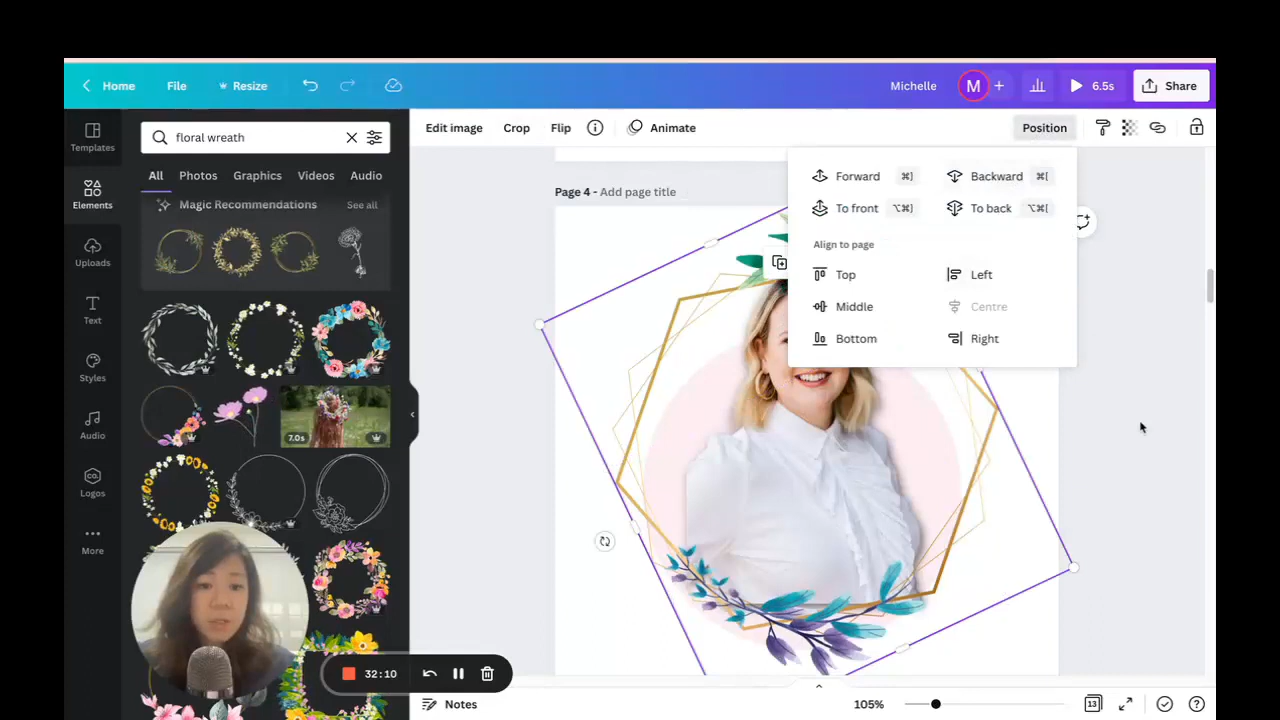 Home File Resize Michelle M + 6.5s Share
floral wreath
Edit image Crop Flip Animate Position
Templates
All Photos Graphics Videos Audio
Elements
Magic Recommendations See all
Uploads
Text
Styles
Audio
Logos
co.
More
7.0s
Page 4 - Add page title
Forward ⌘] Backward ⌘[
To front ⌥⌘] To back ⌥⌘[
Align to page
Top Left
Middle Centre
Bottom Right
32:10
Notes 105% 13 ?